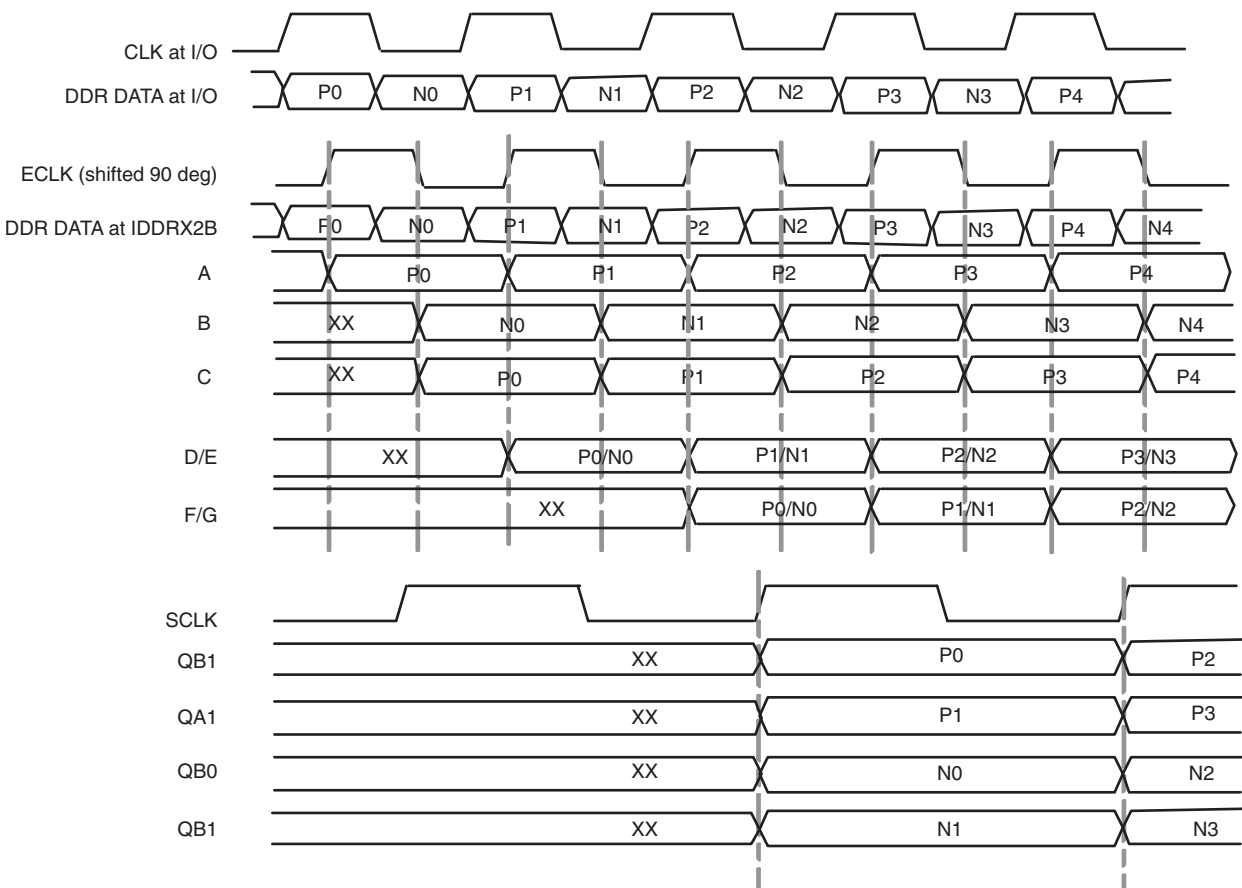 CLK at I/O
DDR DATA at I/O P0 N0 P1 N1 P2 N2 P3 N3 P4
ECLK (shifted 90 deg)
DDR DATA at IDDRX2B P0 N0 P1 N1 P2 N2 P3 N3 P4 N4
A P0 P1 P2 P3 P4
B XX N0 N1 N2 N3 N4
C XX P0 P1 P2 P3 P4
D/E XX P0/N0 P1/N1 P2/N2 P3/N3
F/G XX P0/N0 P1/N1 P2/N2
SCLK
QB1 XX P0 P2
QA1 XX P1 P3
QB0 XX N0 N2
QB1 XX N1 N3